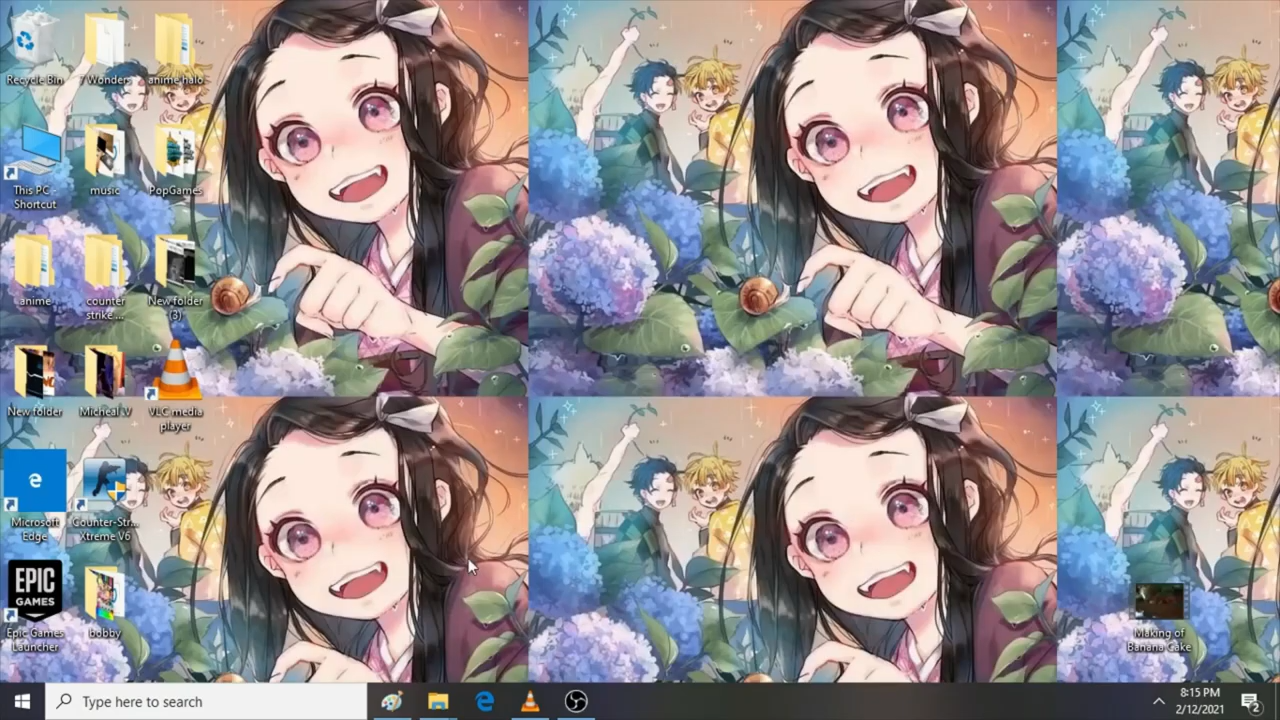 Recycle Bin
7 Wonders
anime halo
This PC -
Shortcut
music
PopGames
anime
counter
strike...
New folder
(3)
New folder
Micheal V
VLC media
player
Microsoft
Edge
Counter-Str...
Xtreme V6
EPIC
GAMES
Epic Games
Launcher
bobby
Making of
Banana Cake
Type here to search
8:15 PM
2/12/2021
2